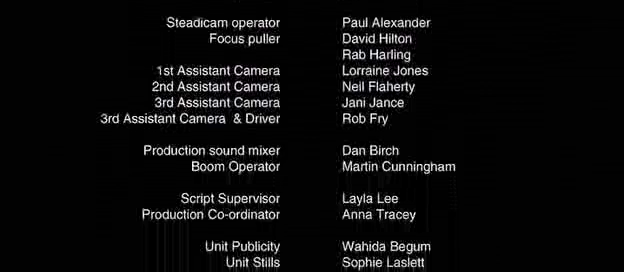 Steadicam operator Paul Alexander
Focus puller David Hilton
Rab Harling
1st Assistant Camera Lorraine Jones
2nd Assistant Camera Neil Flaherty
3rd Assistant Camera Jani Jance
3rd Assistant Camera & Driver Rob Fry
Production sound mixer Dan Birch
Boom Operator Martin Cunningham
Script Supervisor Layla Lee
Production Co-ordinator Anna Tracey
Unit Publicity Wahida Begum
Unit Stills Sophie Laslett